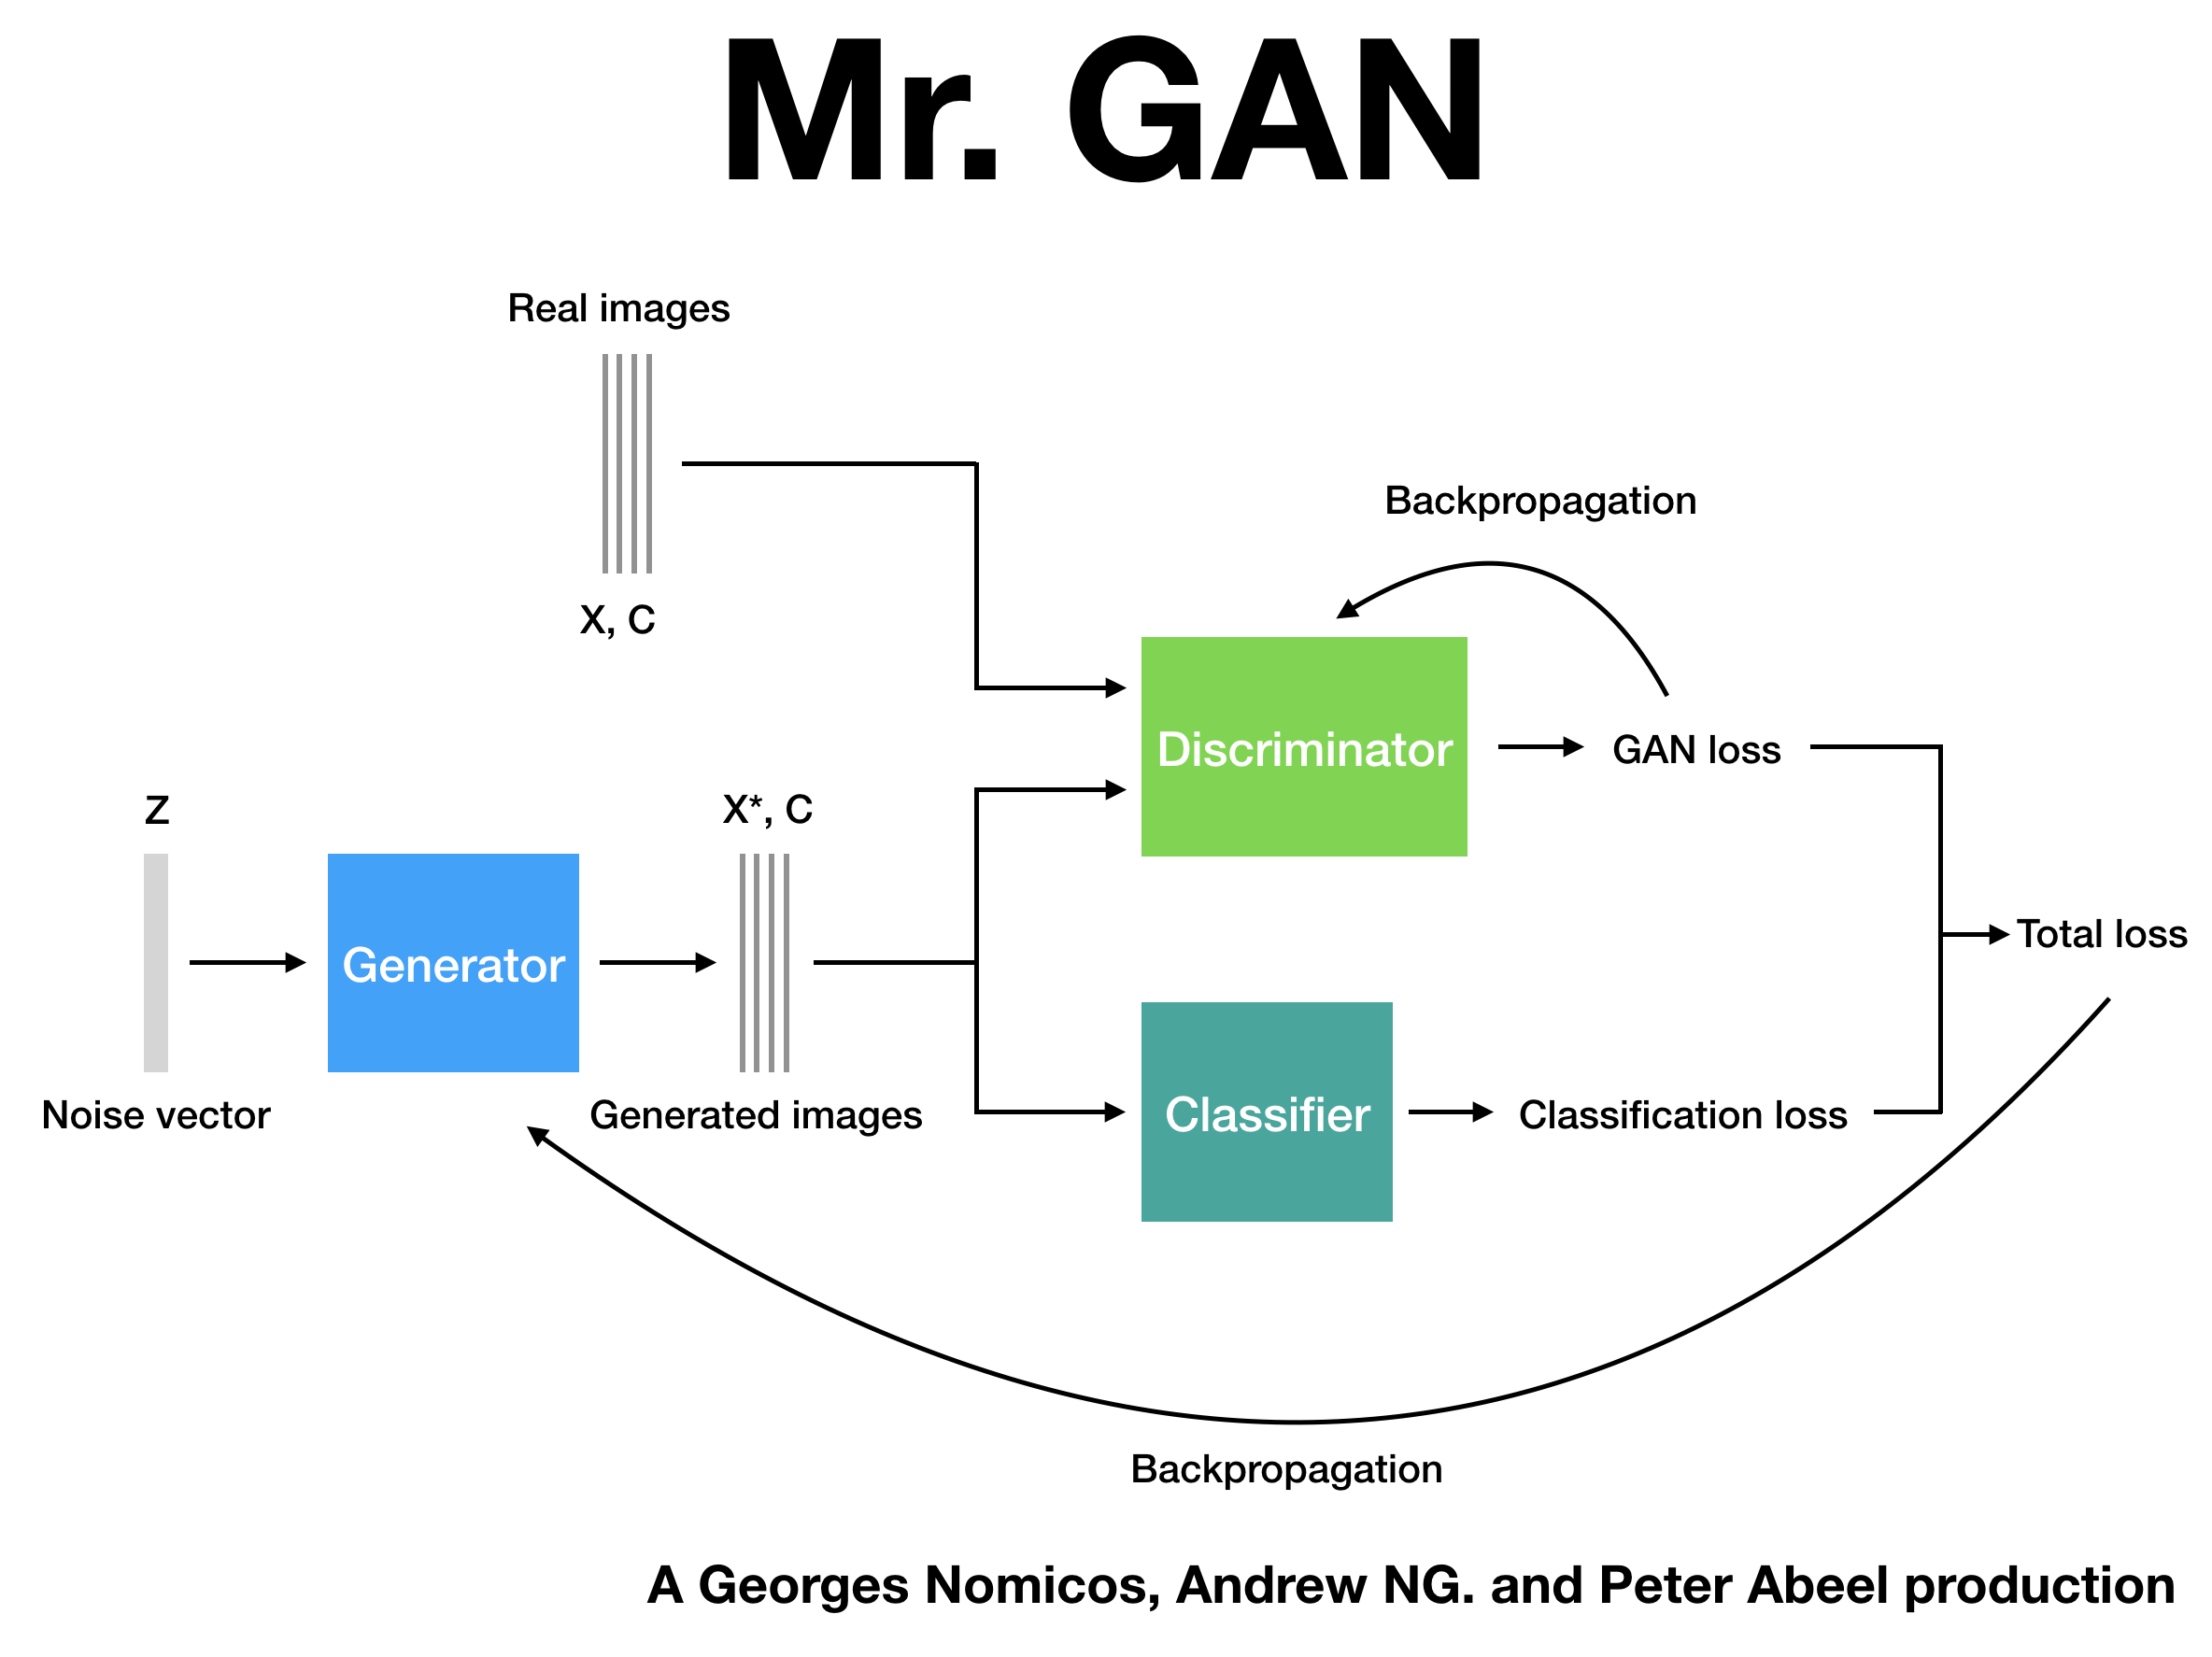 Mr. GAN
Real images
X, C
Backpropagation
Discriminator
GAN loss
z
X*, C
Generator
Total loss
Noise vector
Generated images
Classifier
Classification loss
Backpropagation
A Georges Nomicos, Andrew NG. and Peter Abeel production